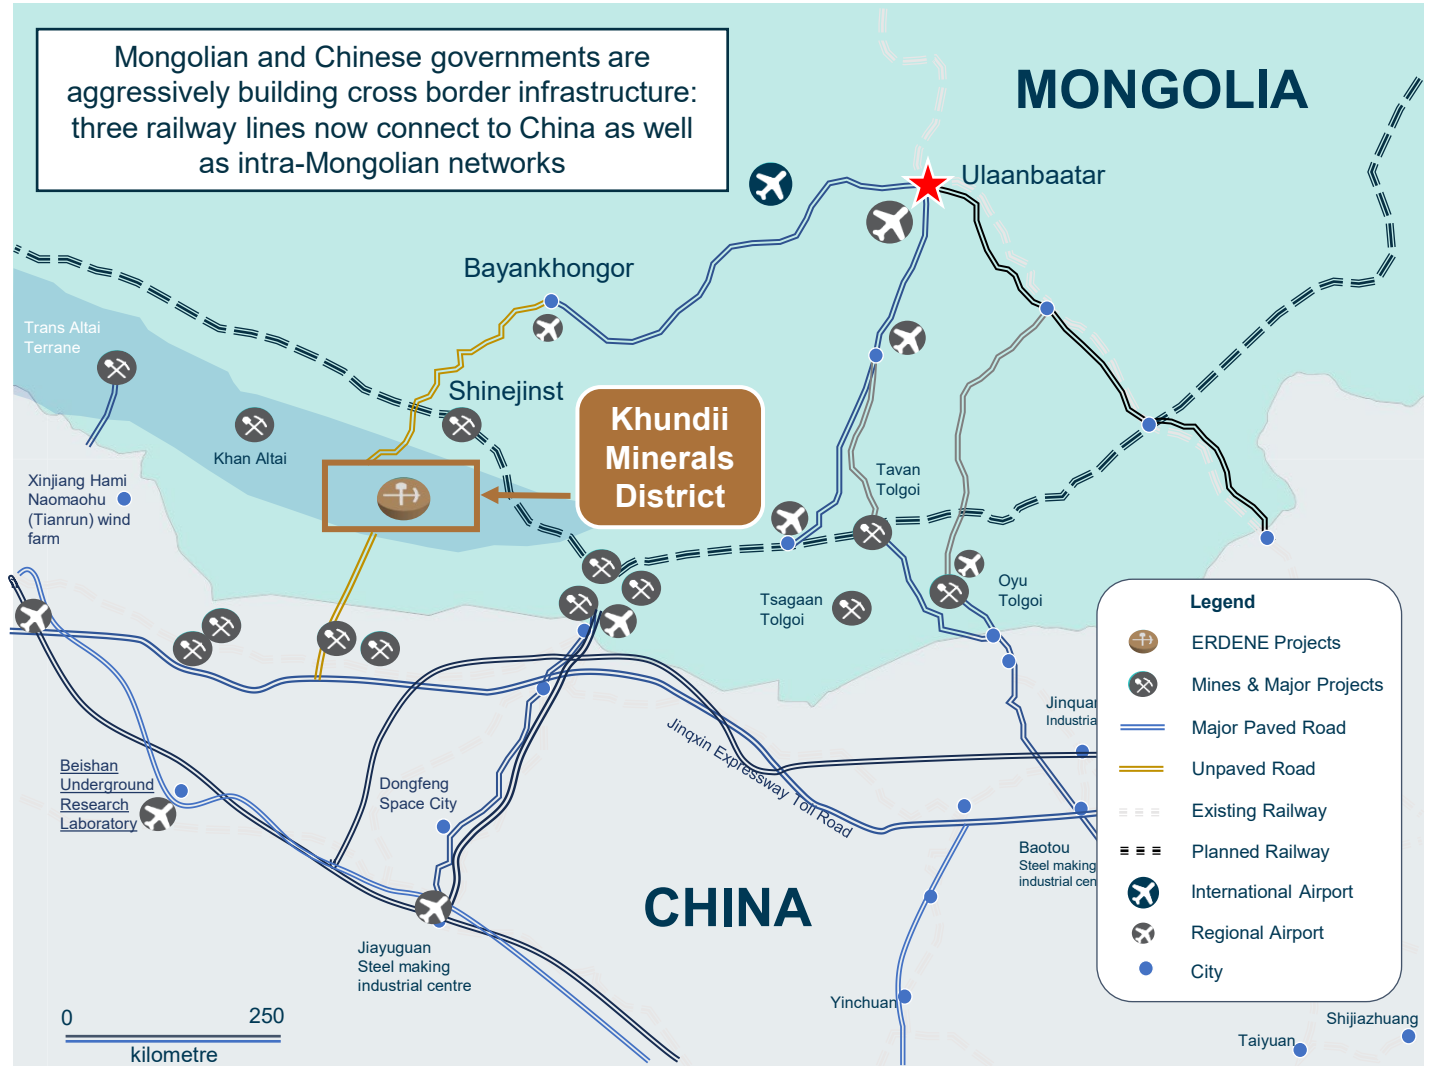 Mongolian and Chinese governments are
aggressively building cross border infrastructure:
three railway lines now connect to China as well
as intra-Mongolian networks
MONGOLIA
Ulaanbaatar
Bayankhongor
Trans Altai
Terrane
Shinejinst
Khundii
Minerals
District
Khan Altai
Xinjiang Hami
Naomaohu
(Tianrun) wind
farm
Tavan
Tolgoi
Oyu
Tolgoi
Tsagaan
Tolgoi
Jinquan
Industria
Jinqxin Expressway Toll Road
Beishan
Underground
Research
Laboratory
Dongfeng
Space City
Baotou
Steel making
industrial cen
CHINA
Jiayuguan
Steel making
industrial centre
Yinchuan
Taiyuan
Shijiazhuang
0 250
kilometre
Legend
ERDENE Projects
Mines & Major Projects
Major Paved Road
Unpaved Road
Existing Railway
Planned Railway
International Airport
Regional Airport
City